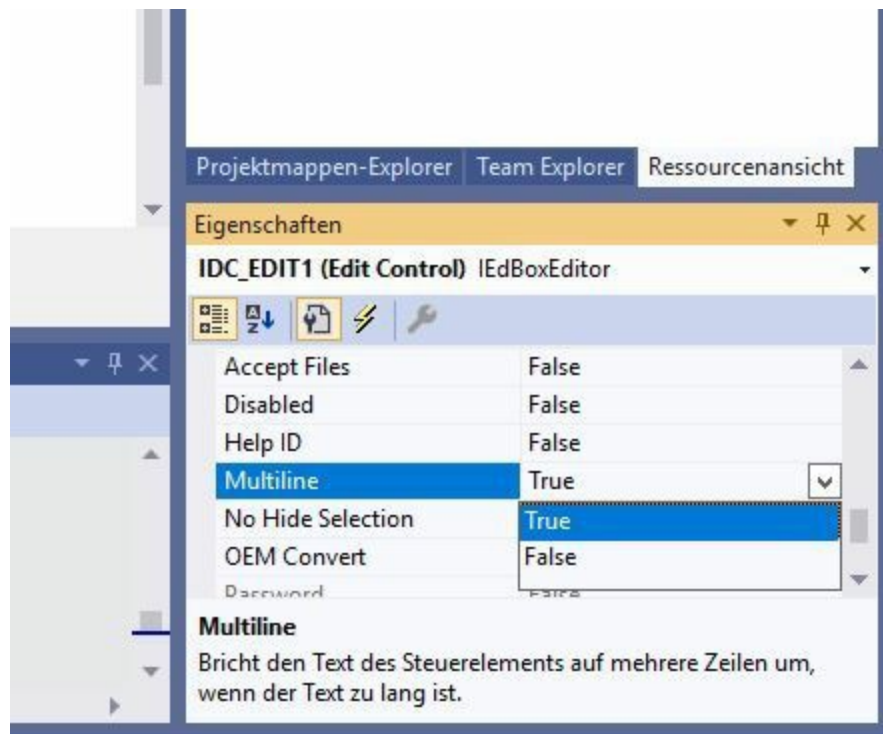 Projektmappen-Explorer Team Explorer Ressourcenansicht
Eigenschaften
IDC_EDIT1 (Edit Control) IEdBoxEditor
Accept Files False
Disabled False
Help ID False
Multiline True
No Hide Selection True
OEM Convert False
Password False
Multiline
Bricht den Text des Steuerelements auf mehrere Zeilen um,
wenn der Text zu lang ist.